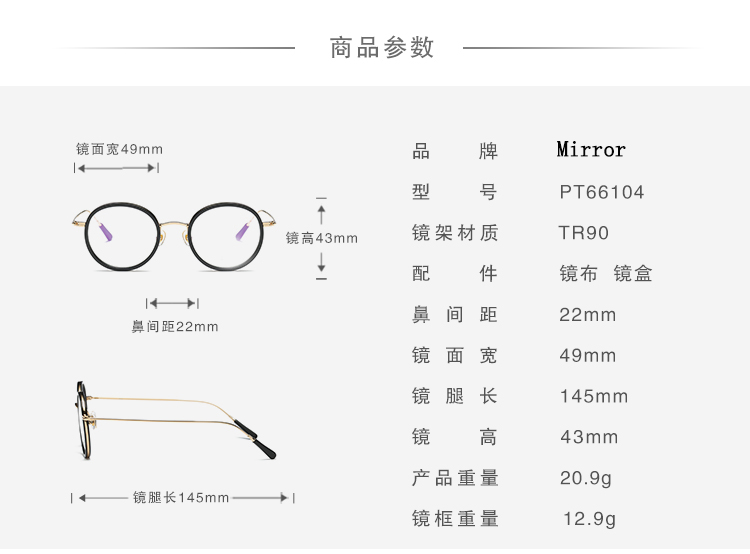 商品参数
镜面宽49mm
镜高43mm
鼻间距22mm
镜腿长145mm
品牌 Mirror
型号 PT66104
镜架材质 TR90
配件 镜布 镜盒
鼻间距 22mm
镜面宽 49mm
镜腿长 145mm
镜高 43mm
产品重量 20.9g
镜框重量 12.9g